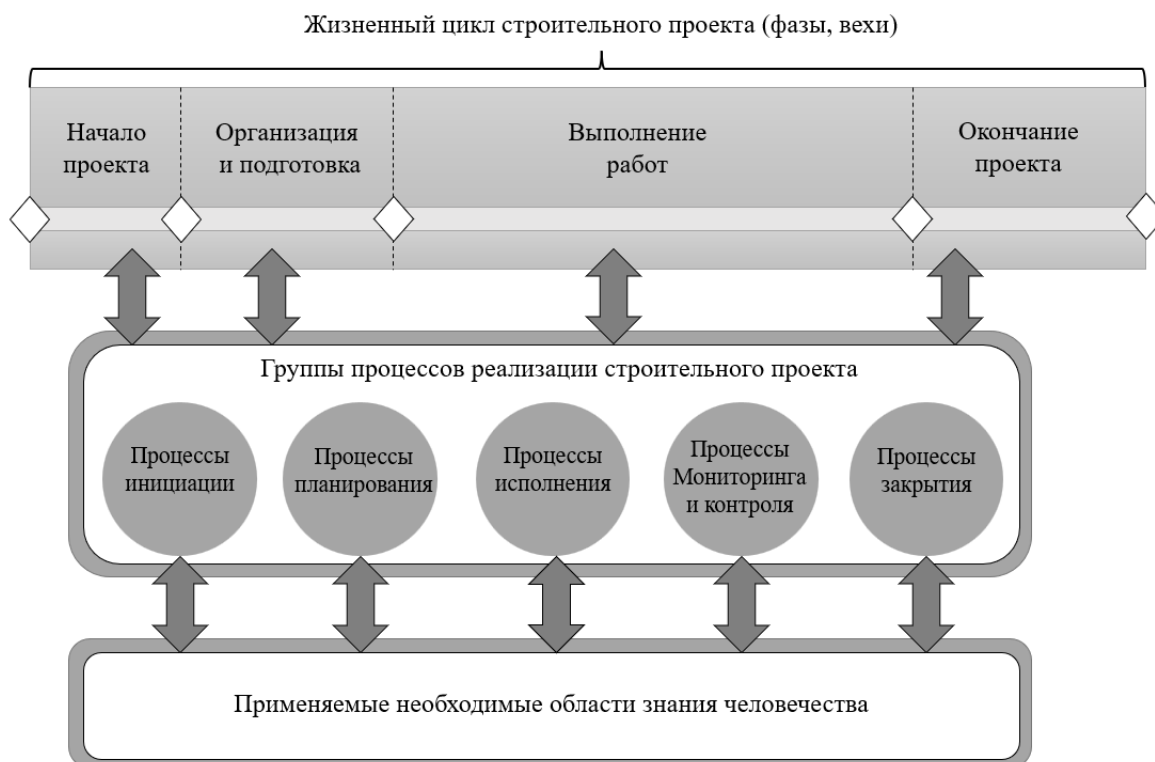 Жизненный цикл строительного проекта (фазы, вехи)
Начало
проекта
Организация
и подготовка
Выполнение
работ
Окончание
проекта
Группы процессов реализации строительного проекта
Процессы
инициации
Процессы
планирования
Процессы
исполнения
Процессы
Мониторинга
и контроля
Процессы
закрытия
Применяемые необходимые области знания человечества